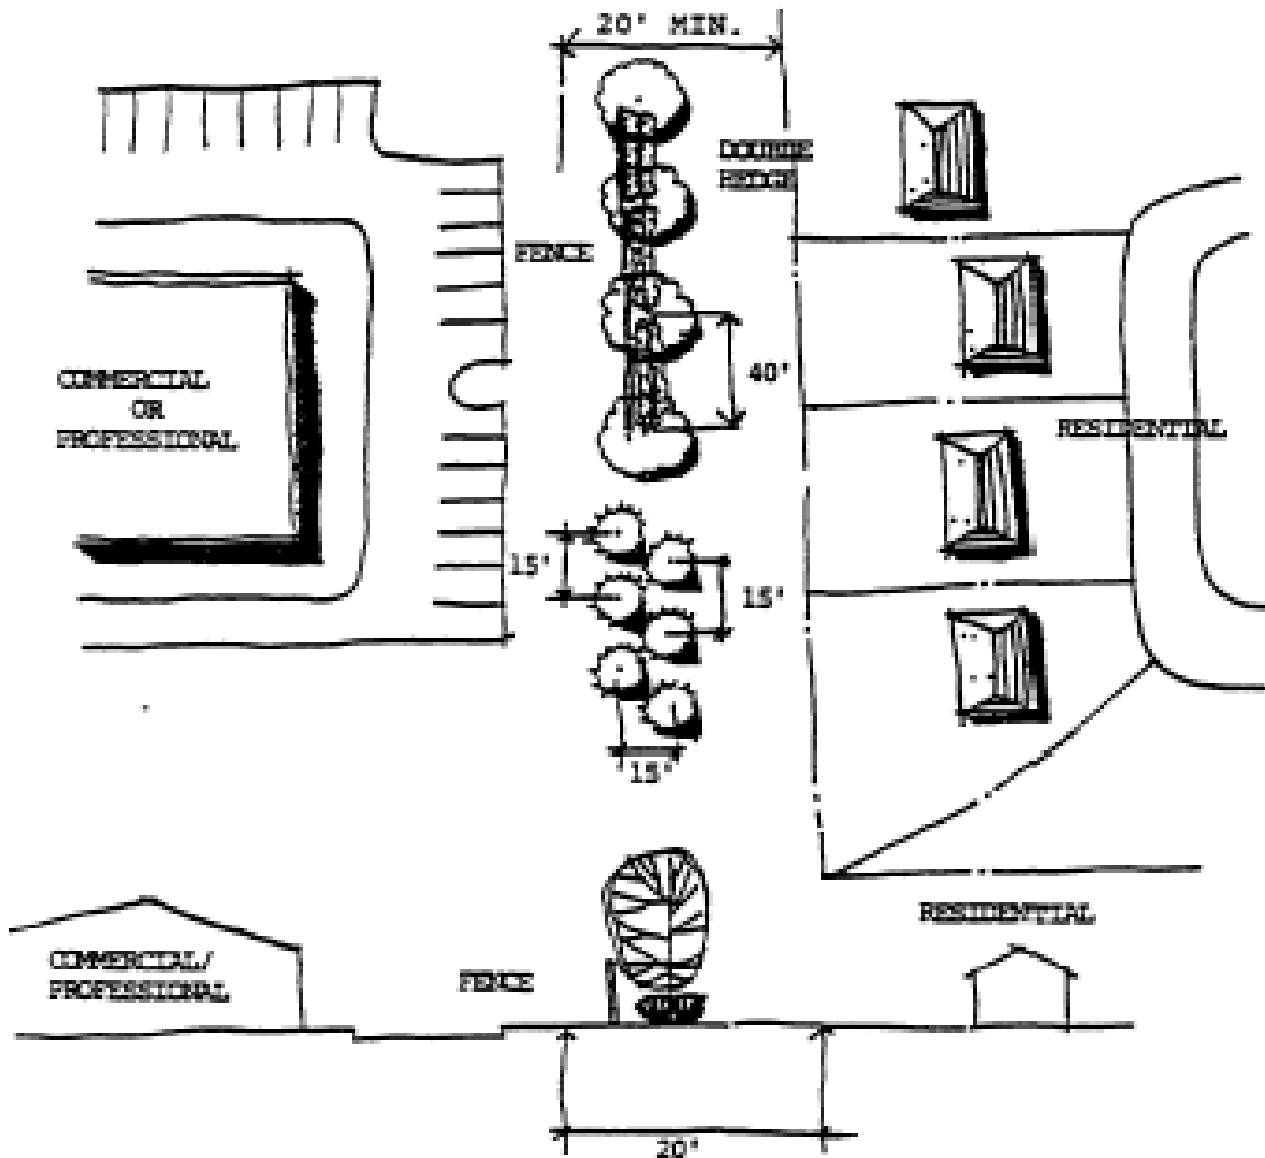 20' MIN.
DOUBLE
HEDGE
FENCE
40'
COMMERCIAL
OR
PROFESSIONAL
RESIDENTIAL
15'
15'
15'
RESIDENTIAL
COMMERCIAL/
PROFESSIONAL
FENCE
20'